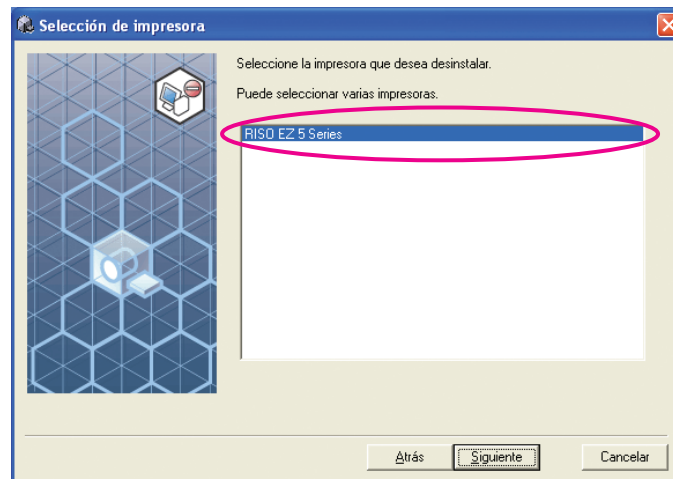 Selección de impresora
Seleccione la impresora que desea desinstalar.
Puede seleccionar varias impresoras.
RISO EZ 5 Series
Atrás
Siguiente
Cancelar